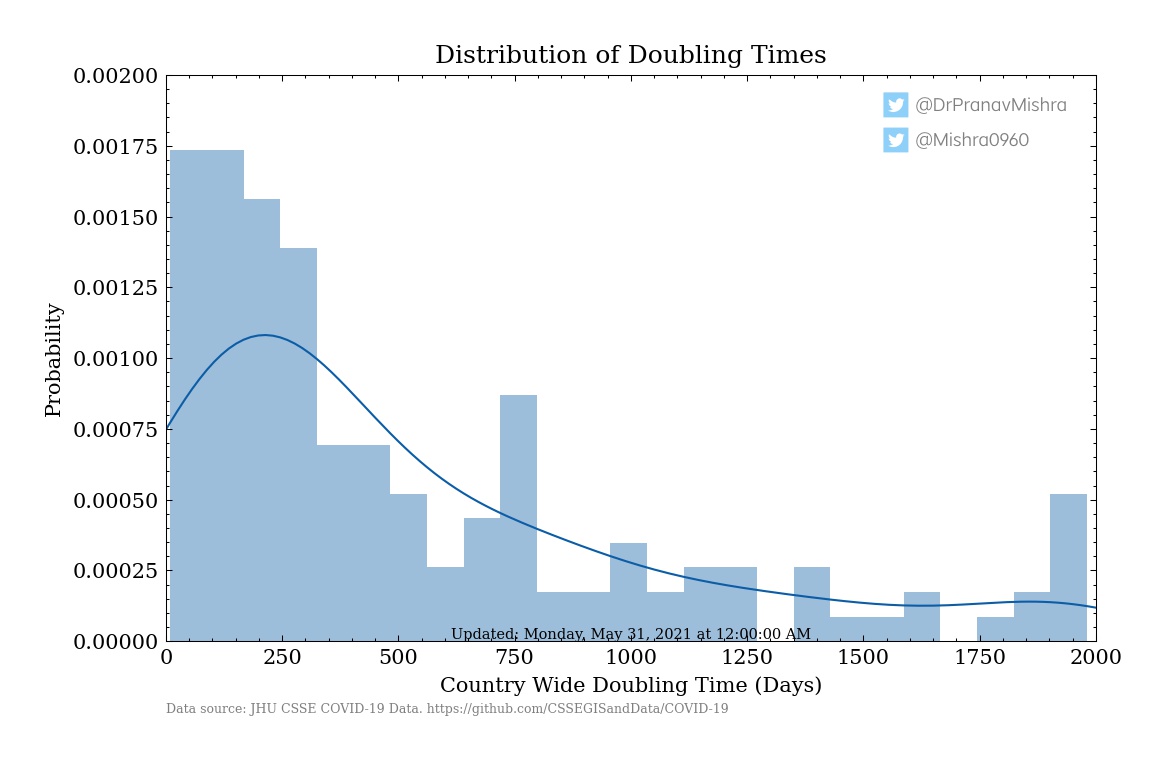 Distribution of Doubling Times
@DrPranavMishra
@Mishra0960
0.00200
0.00175
0.00150
0.00125
0.00100
0.00075
0.00050
0.00025
0.00000
Probability
Updated: Monday, May 31, 2021 at 12:00:00 AM
0 250 500 750 1000 1250 1500 1750 2000
Country Wide Doubling Time (Days)
Data source: JHU CSSE COVID-19 Data. https://github.com/CSSEGISandData/COVID-19